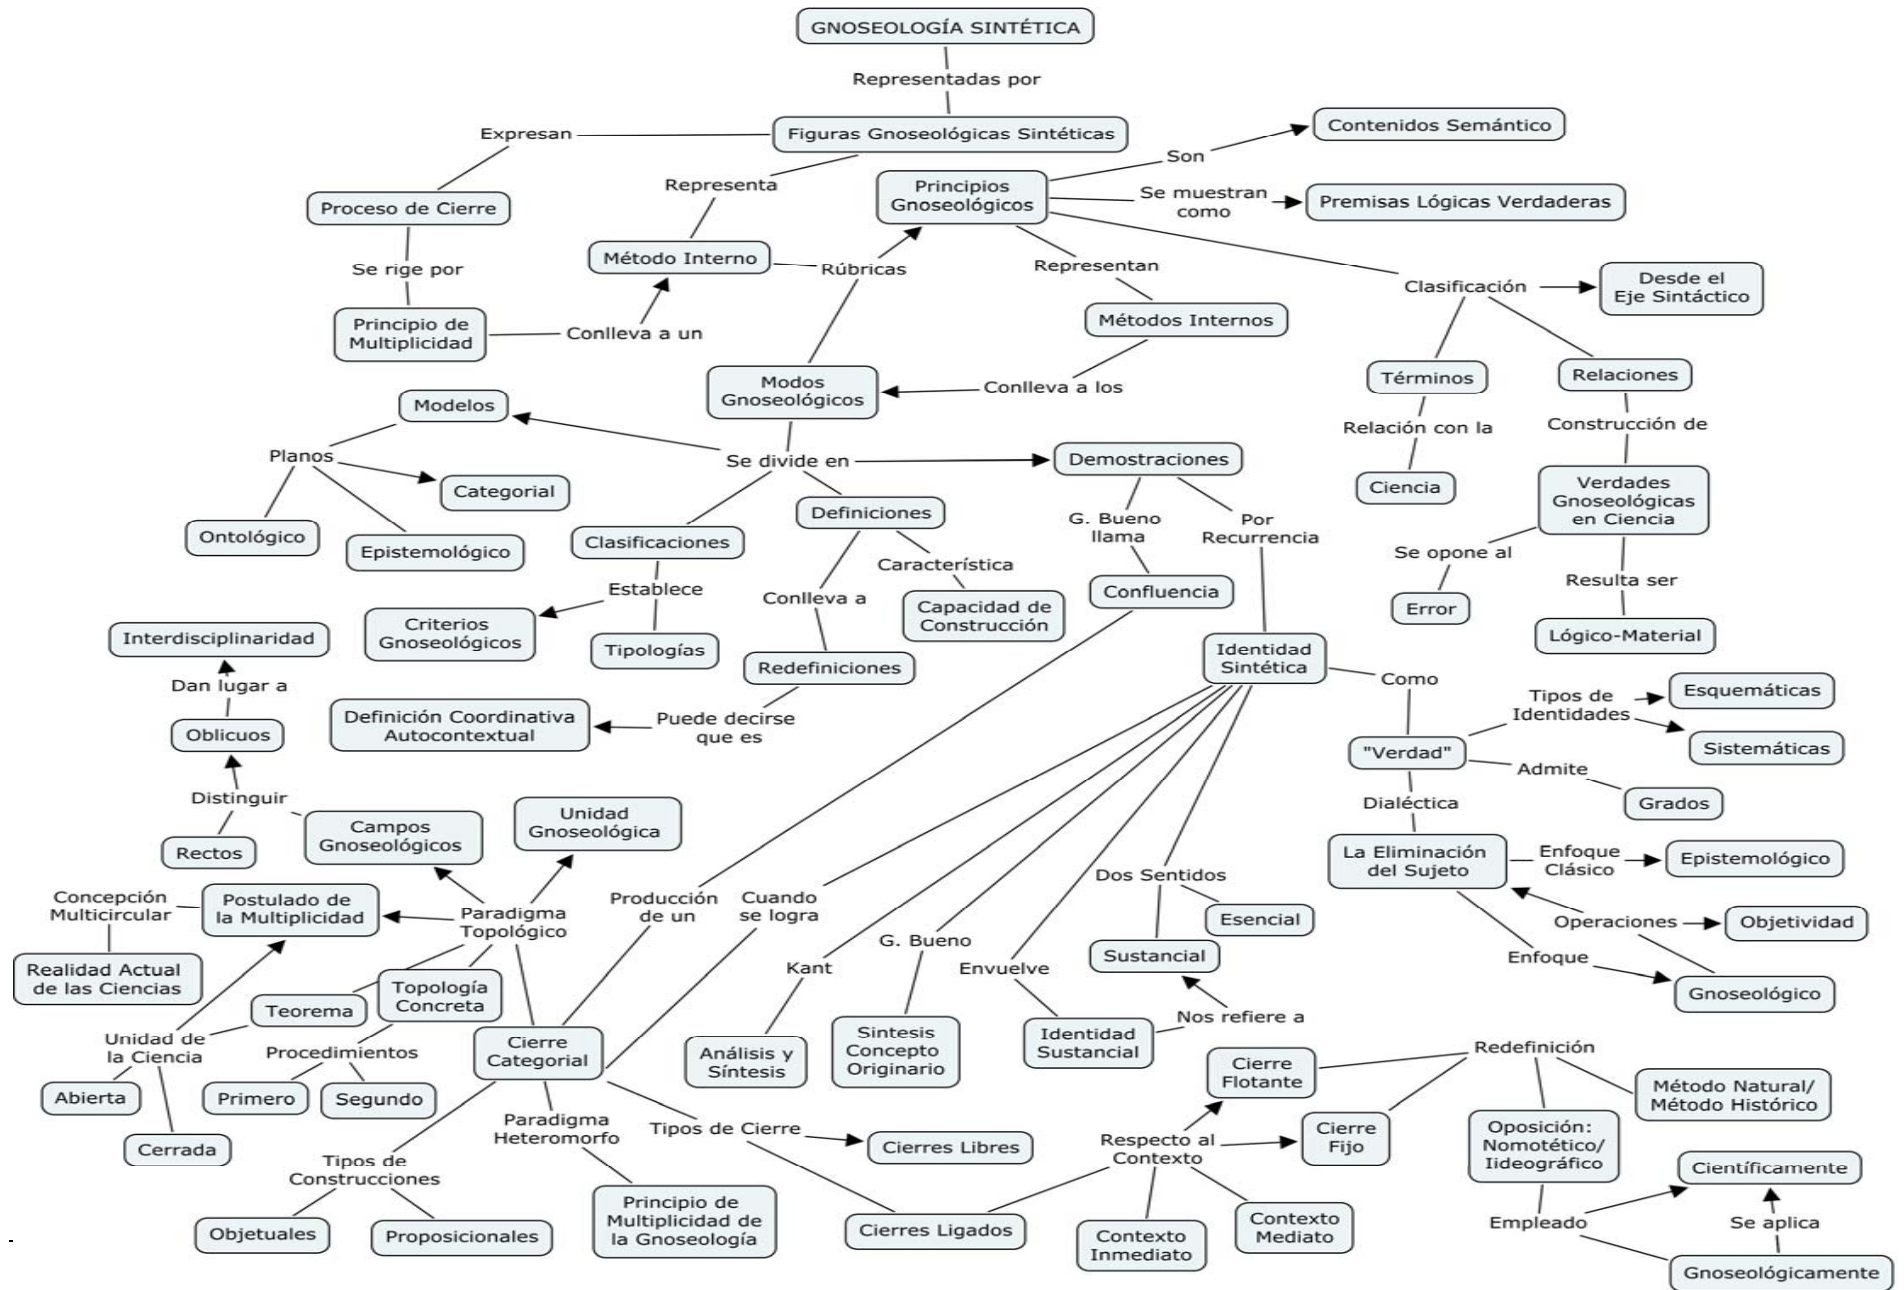 GNOSEOLOGÍA SINTÉTICA
Representadas por
Figuras Gnoseológicas Sintéticas
Expresan
Contenidos Semántico
Son
Representa
Principios
Gnoseológicos
Se muestran
como
Premisas Lógicas Verdaderas
Proceso de Cierre
Método Interno
Rúbricas
Representan
Se rige por
Clasificación
Desde el
Eje Sintáctico
Principio de
Multiplicidad
Conlleva a un
Métodos Internos
Modos
Gnoseológicos
Conlleva a los
Términos
Relaciones
Modelos
Relación con la
Construcción de
Planos
Se divide en
Demostraciones
Categorial
Ciencia
Verdades
Gnoseológicas
en Ciencia
Ontológico
Epistemológico
Clasificaciones
Definiciones
G. Bueno
llama
Por
Recurrencia
Se opone al
Característica
Establece
Conlleva a
Confluencia
Resulta ser
Capacidad de
Construcción
Error
Criterios
Gnoseológicos
Tipologías
Lógico-Material
Interdisciplinaridad
Redefiniciones
Identidad
Sintética
Como
Dan lugar a
Tipos de
Identidades
Esquemáticas
Definición Coordinativa
Autocontextual
Puede decirse
que es
Oblicuos
"Verdad"
Sistemáticas
Admite
Distinguir
Dialéctica
Grados
Rectos
Campos
Gnoseológicos
Unidad
Gnoseológica
La Eliminación
del Sujeto
Enfoque
Clásico
Epistemológico
Dos Sentidos
Concepción
Multicircular
Postulado de
la Multiplicidad
Paradigma
Topológico
Producción
de un
Cuando
se logra
Esencial
Operaciones
Objetividad
G. Bueno
Sustancial
Enfoque
Kant
Envuelve
Realidad Actual
de las Ciencias
Topología
Concreta
Gnoseológico
Teorema
Nos refiere a
Unidad de
la Ciencia
Procedimientos
Cierre
Categorial
Análisis y
Síntesis
Sintesis
Concepto
Originario
Identidad
Sustancial
Redefinición
Cierre
Flotante
Método Natural/
Método Histórico
Abierta
Primero
Segundo
Paradigma
Heteromorfo
Tipos de Cierre
Cierres Libres
Respecto al
Contexto
Cierre
Fijo
Oposición:
Nomotético/
Iideográfico
Cerrada
Tipos de
Construcciones
Científicamente
Objetuales
Proposicionales
Principio de
Multiplicidad de
la Gnoseología
Cierres Ligados
Contexto
Inmediato
Contexto
Mediato
Empleado
Se aplica
Gnoseológicamente